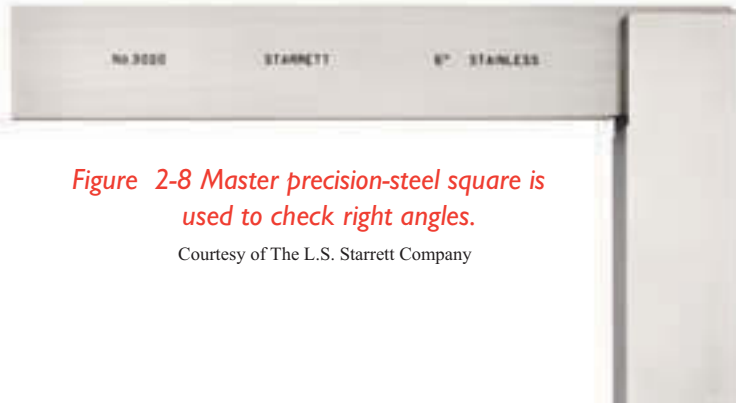 No.3020 STARRETT 6" STAINLESS
Figure 2-8 Master precision-steel square is
used to check right angles.
Courtesy of The L.S. Starrett Company